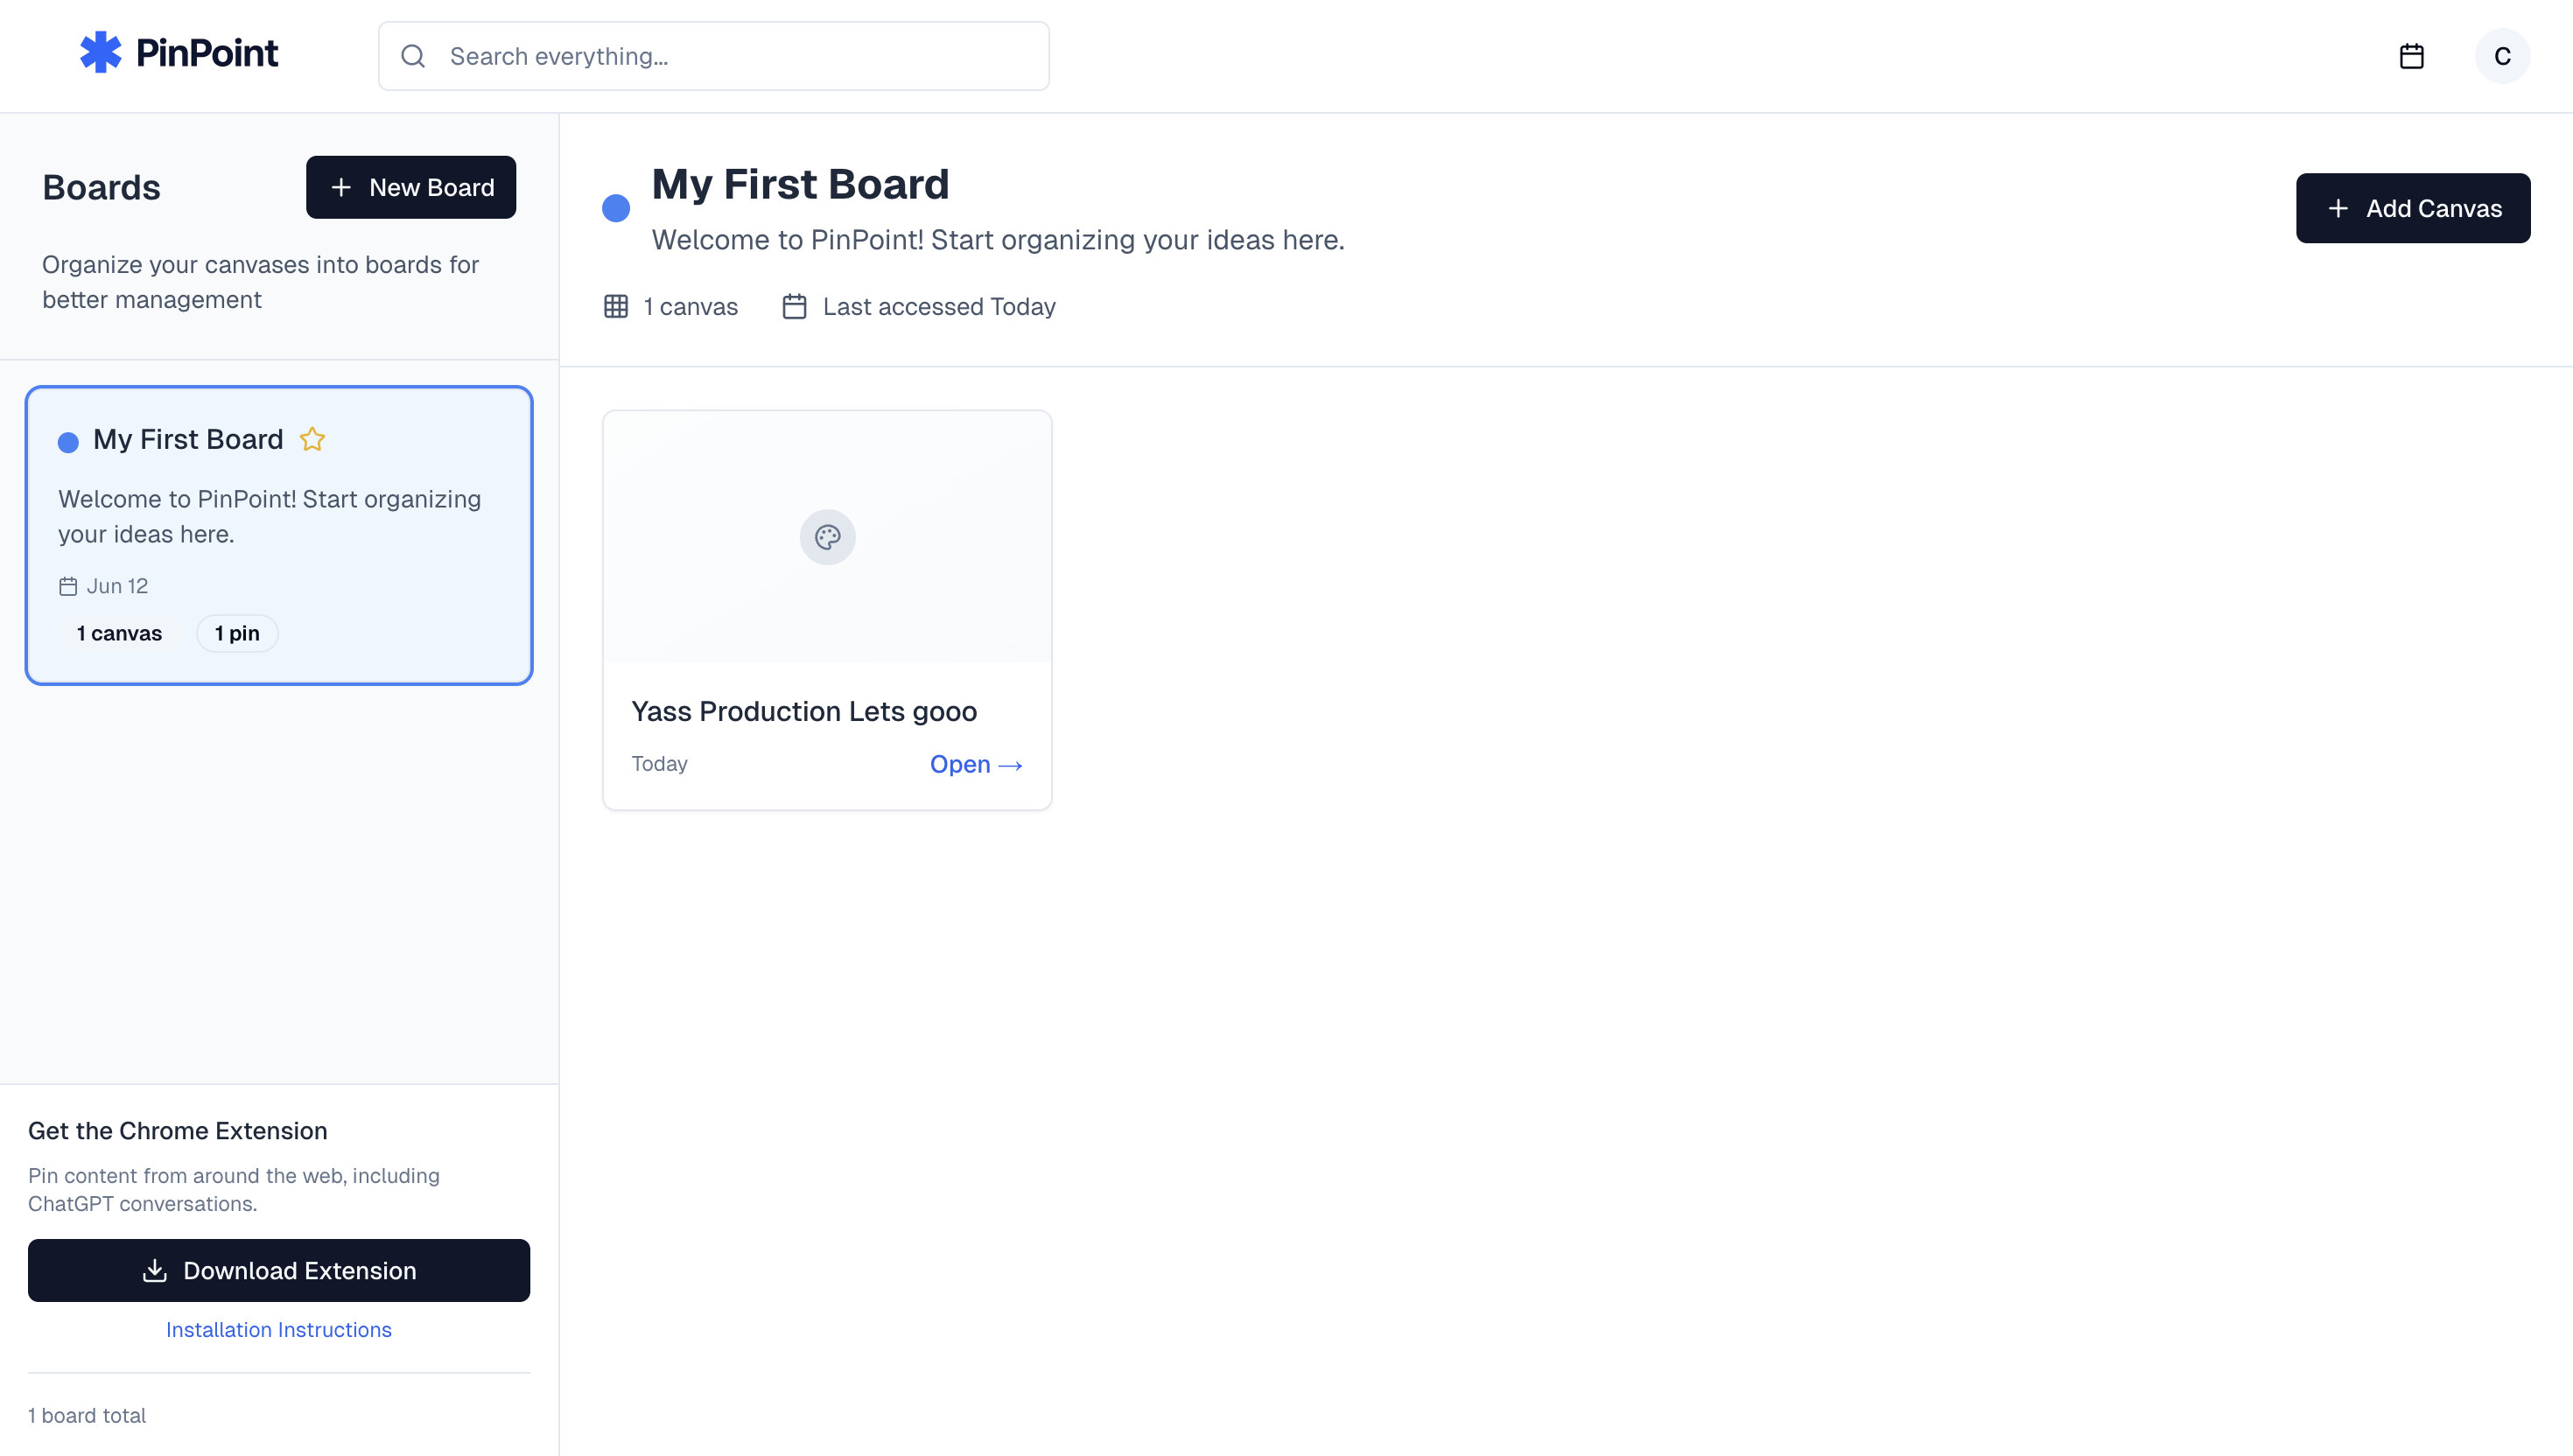 PinPoint
Search everything...
C
Boards
New Board
Organize your canvases into boards for
better management
My First Board
Welcome to PinPoint! Start organizing
your ideas here.
Jun 12
1 canvas
1 pin
Get the Chrome Extension
Pin content from around the web, including
ChatGPT conversations.
Download Extension
Installation Instructions
1 board total
My First Board
Welcome to PinPoint! Start organizing your ideas here.
1 canvas
Last accessed Today
Add Canvas
Yass Production Lets gooo
Today
Open →